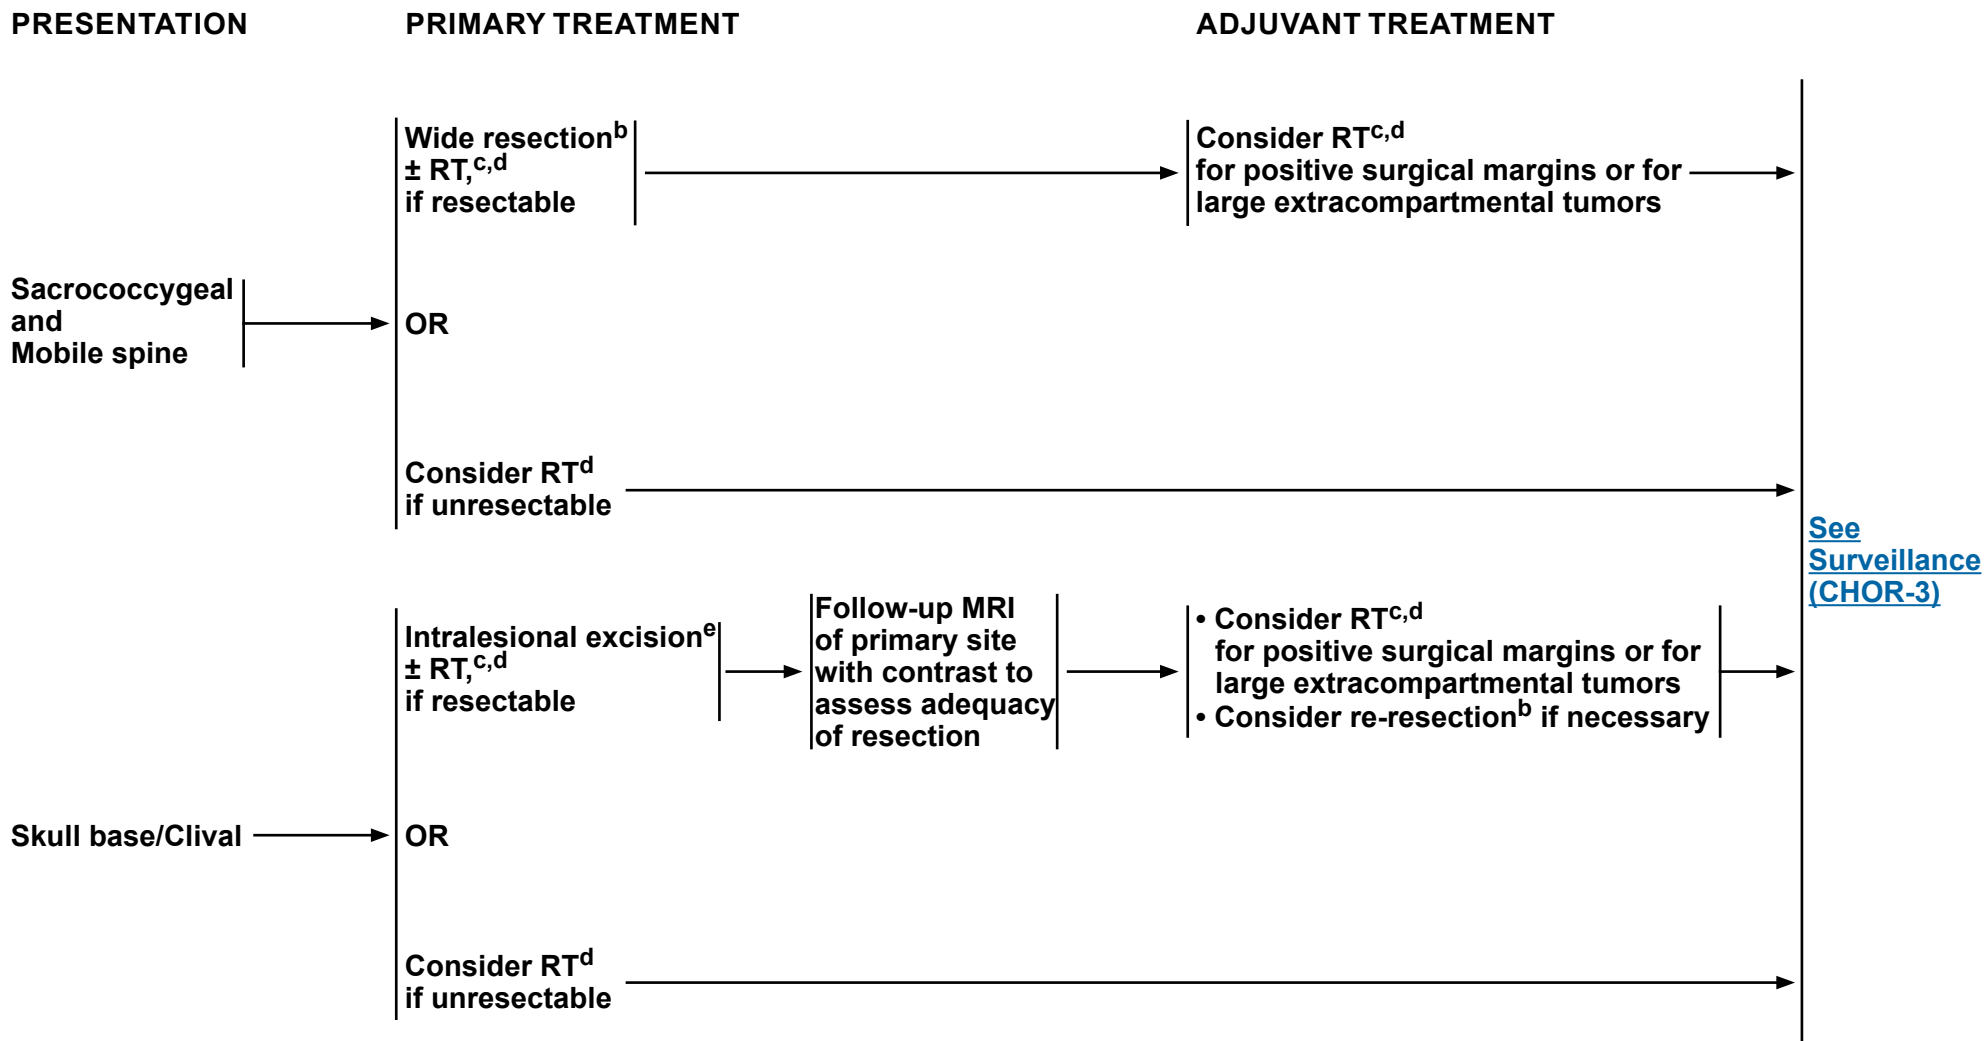 PRESENTATION
PRIMARY TREATMENT
ADJUVANT TREATMENT
Sacrococcygeal
and
Mobile spine
Wide resectionb
± RT,c,d
if resectable
Consider RTc,d
for positive surgical margins or for
large extracompartmental tumors
OR
Consider RTd
if unresectable
Skull base/Clival
Intralesional excisione
± RT,c,d
if resectable
Follow-up MRI
of primary site
with contrast to
assess adequacy
of resection
• Consider RTc,d
for positive surgical margins or for
large extracompartmental tumors
• Consider re-resectionb if necessary
OR
Consider RTd
if unresectable
See
Surveillance
(CHOR-3)